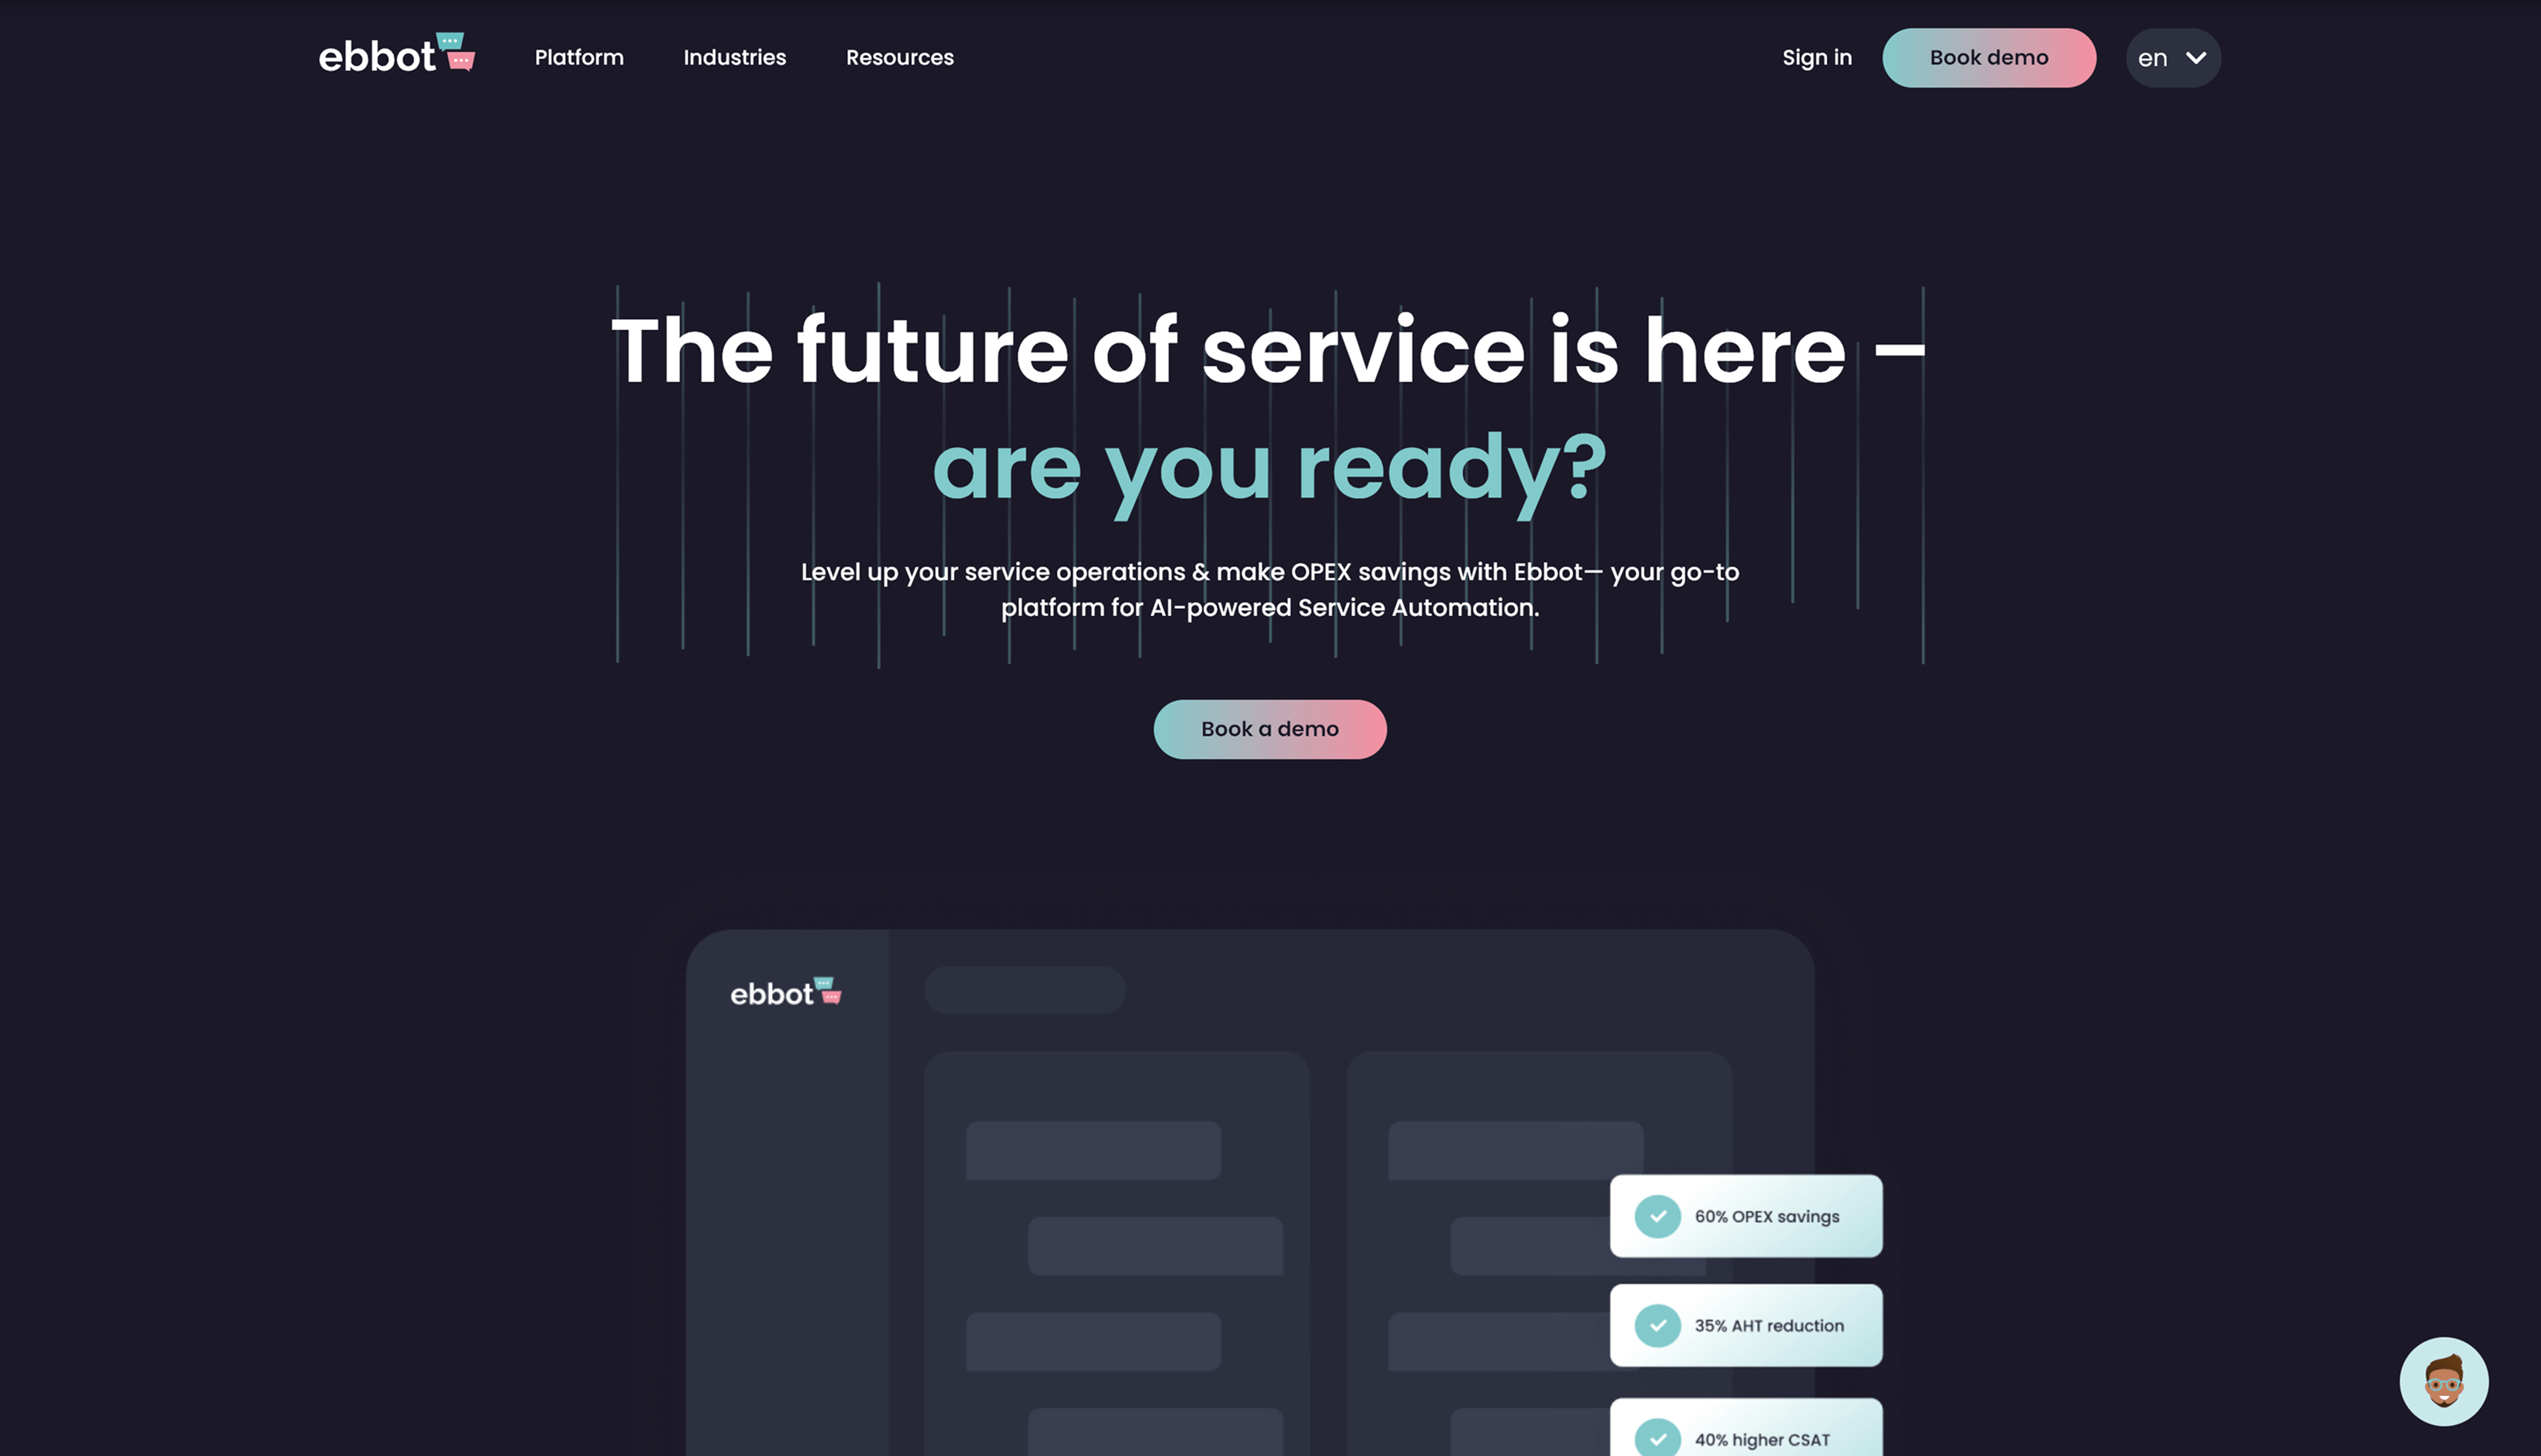 ebbot
Platform
Industries
Resources
Sign in
Book demo
en
The future of service is here –
are you ready?
Level up your service operations & make OPEX savings with Ebbot— your go-to
platform for AI-powered Service Automation.
Book a demo
ebbot
60% OPEX savings
35% AHT reduction
40% higher CSAT